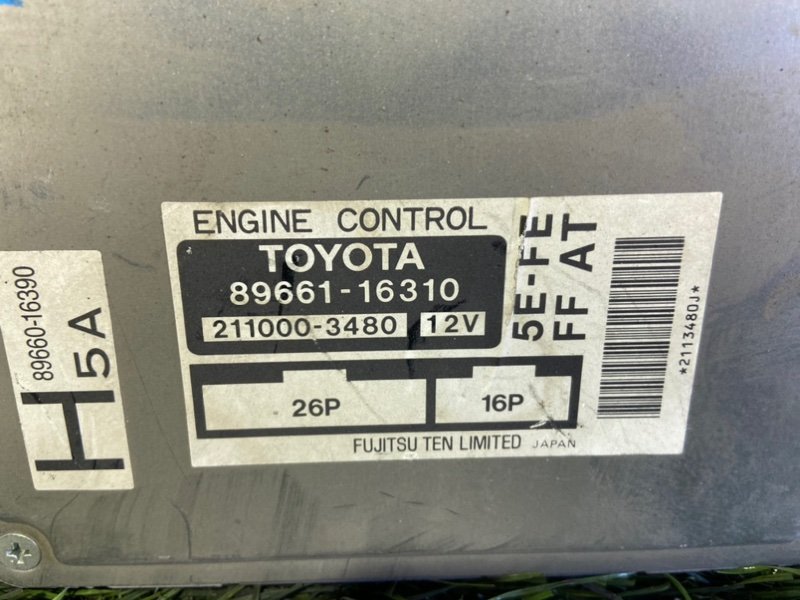 ENGINE CONTROL
TOYOTA
89661-16310
211000-3480 12V
26P 16P
FUJITSU TEN LIMITED JAPAN
5E-FE
FF AT
*2113480J*
89660-16390
5A
H